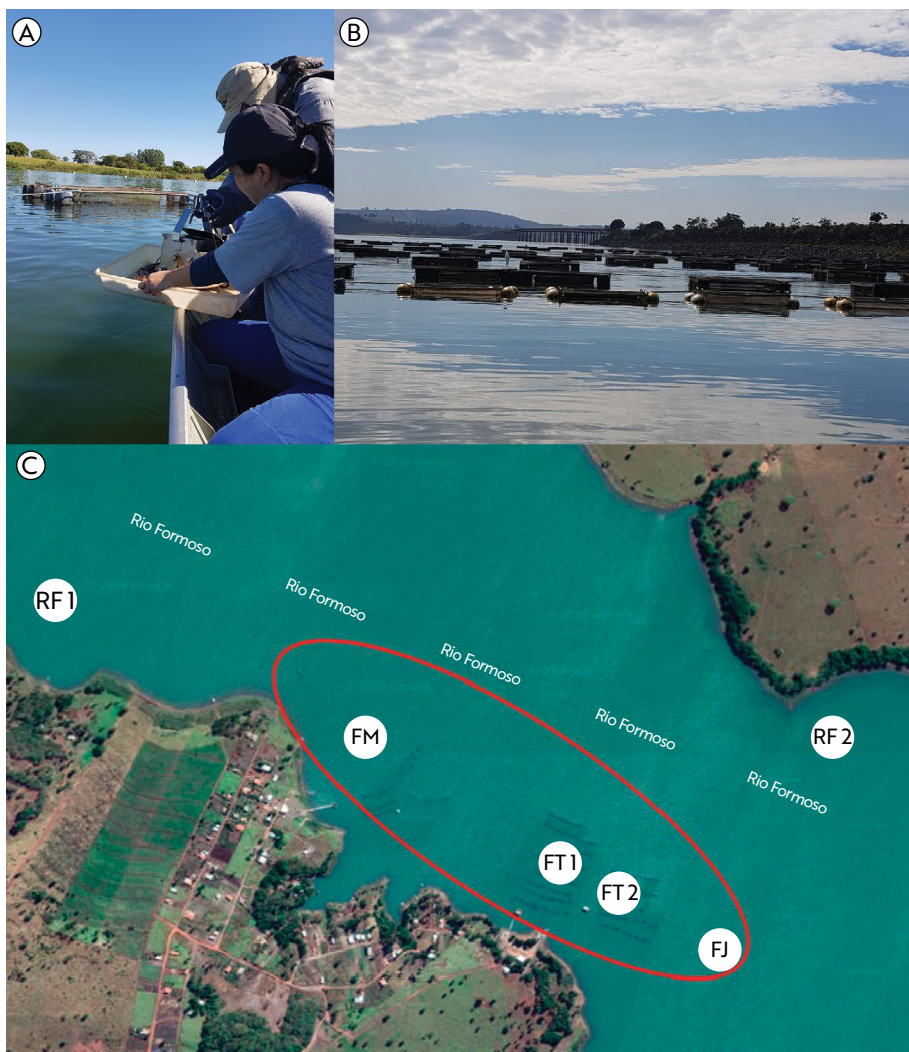 A
B
C
Rio Formoso
RF 1
Rio Formoso
Rio Formoso
FM
Rio Formoso
RF 2
Rio Formoso
FT 1
FT 2
FJ